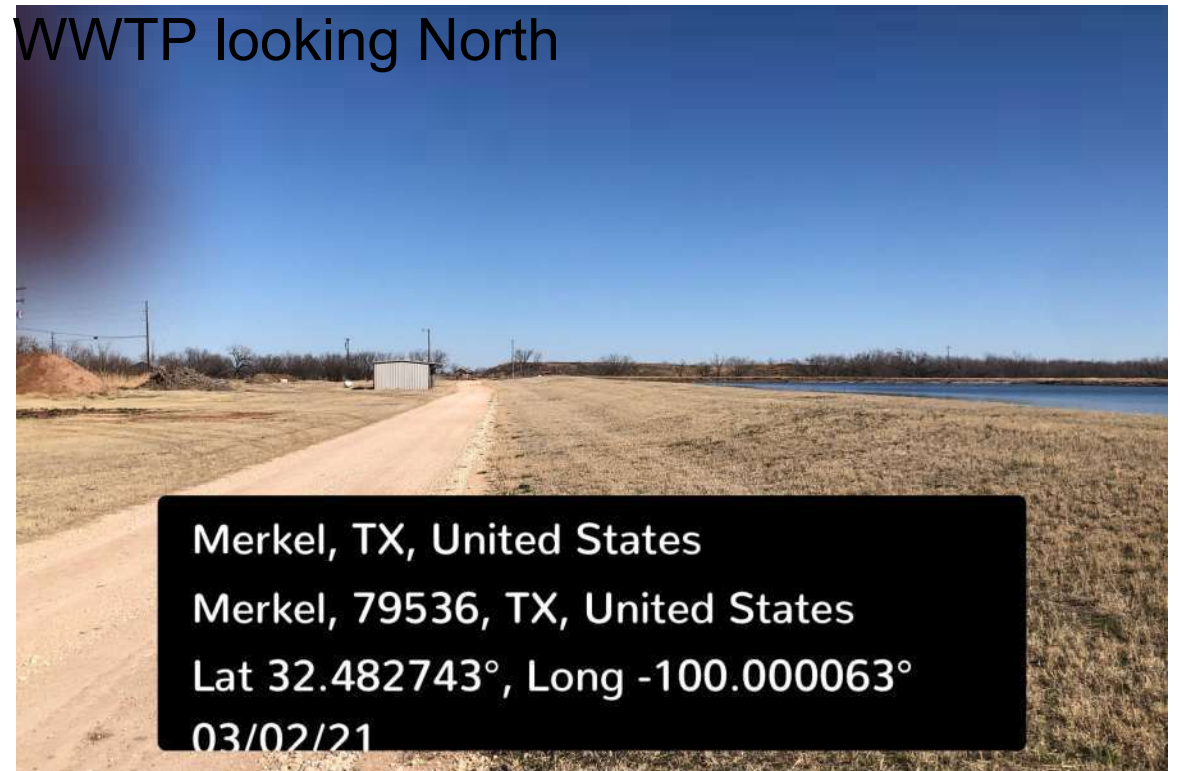 WWTP looking North
Merkel, TX, United States
Merkel, 79536, TX, United States
Lat 32.482743°, Long -100.000063°
03/02/21